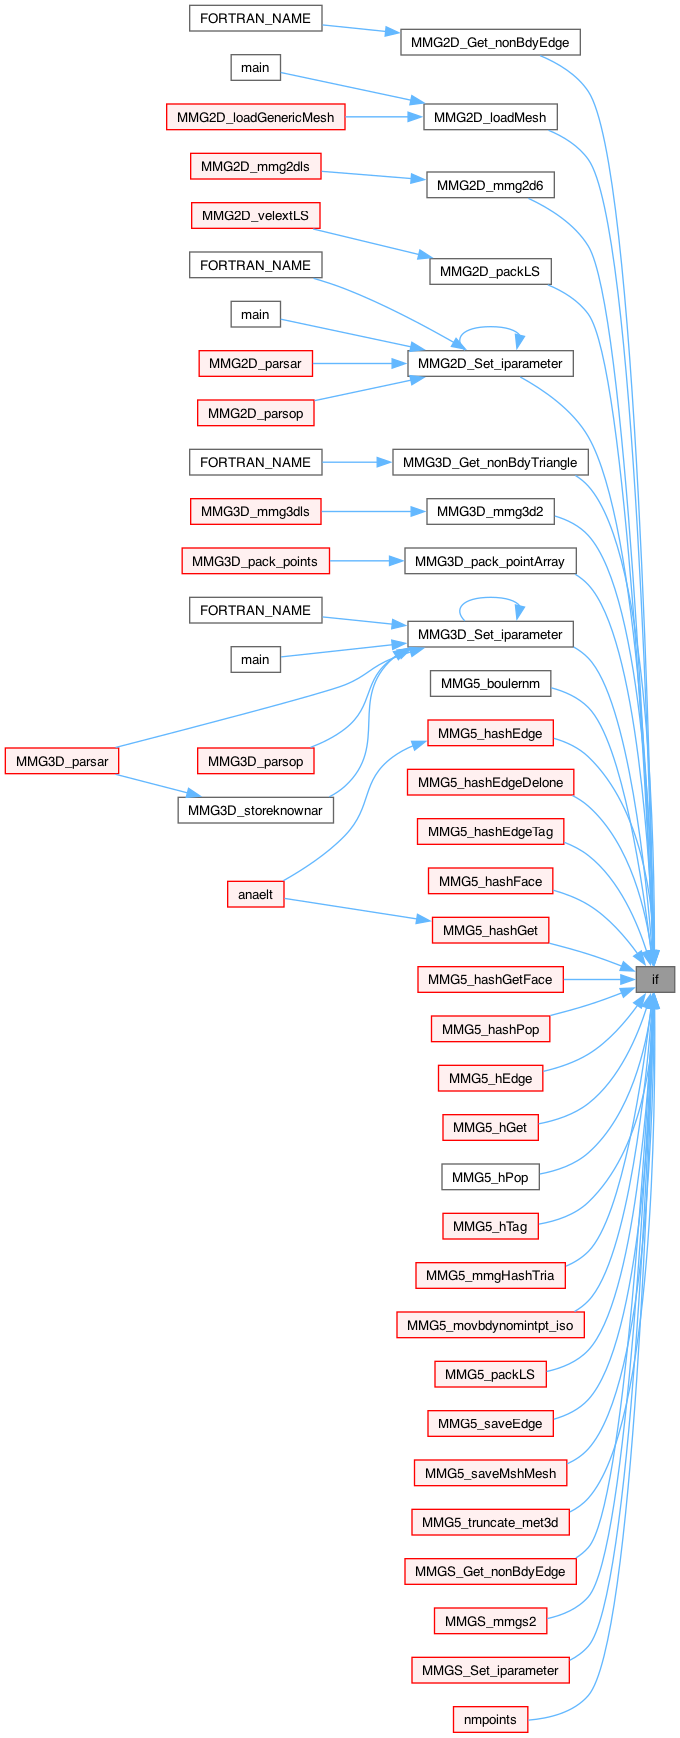 FORTRAN_NAME
MMG2D_Get_nonBdyEdge
main
MMG2D_loadGenericMesh
MMG2D_loadMesh
MMG2D_mmg2dls
MMG2D_mmg2d6
MMG2D_velextLS
MMG2D_packLS
FORTRAN_NAME
main
MMG2D_Set_iparameter
MMG2D_parsar
MMG2D_parsop
FORTRAN_NAME
MMG3D_Get_nonBdyTriangle
MMG3D_mmg3dls
MMG3D_mmg3d2
MMG3D_pack_points
MMG3D_pack_pointArray
FORTRAN_NAME
MMG3D_Set_iparameter
main
MMG5_boulernm
MMG5_hashEdge
MMG3D_parsar
MMG3D_parsop
MMG5_hashEdgeDelone
MMG3D_storeknownar
MMG5_hashEdgeTag
MMG5_hashFace
anaelt
MMG5_hashGet
MMG5_hashGetFace
if
MMG5_hashPop
MMG5_hEdge
MMG5_hGet
MMG5_hPop
MMG5_hTag
MMG5_mmgHashTria
MMG5_movbdynomintpt_iso
MMG5_packLS
MMG5_saveEdge
MMG5_saveMshMesh
MMG5_truncate_met3d
MMGS_Get_nonBdyEdge
MMGS_mmgs2
MMGS_Set_iparameter
nmpoints